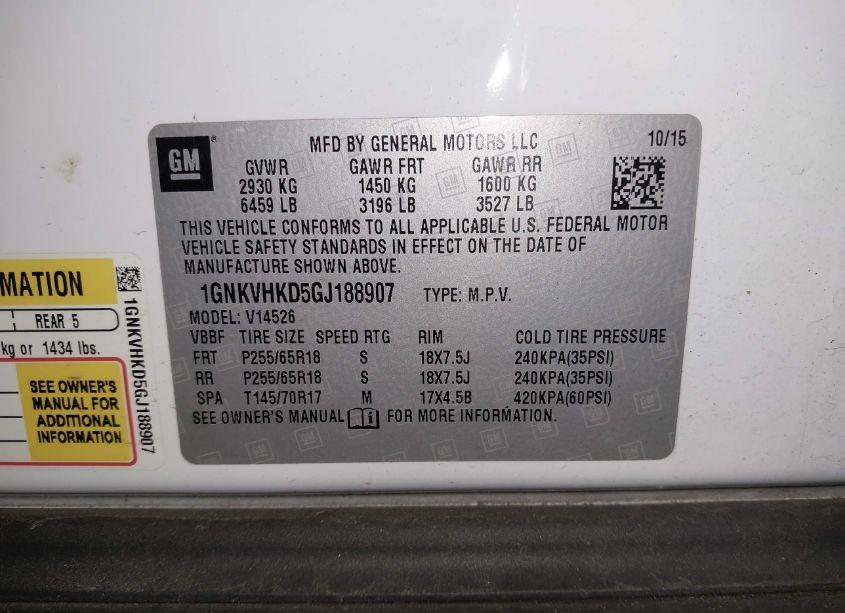 GM
MFD BY GENERAL MOTORS LLC 10/15
GVWR GAWR FRT GAWR RR
2930 KG 1450 KG 1600 KG
6459 LB 3196 LB 3527 LB
THIS VEHICLE CONFORMS TO ALL APPLICABLE U.S. FEDERAL MOTOR
VEHICLE SAFETY STANDARDS IN EFFECT ON THE DATE OF
MANUFACTURE SHOWN ABOVE.
1GNKVHKD5GJ188907 TYPE: M.P.V.
MODEL: V14526
VBBF TIRE SIZE SPEED RTG RIM COLD TIRE PRESSURE
FRT P255/65R18 S 18X7.5J 240KPA(35PSI)
RR P255/65R18 S 18X7.5J 240KPA(35PSI)
SPA T145/70R17 M 17X4.5B 420KPA(60PSI)
SEE OWNER'S MANUAL FOR MORE INFORMATION.
MATION
REAR 5
kg or 1434 lbs.
SEE OWNER'S
MANUAL FOR
ADDITIONAL
INFORMATION
1GNKVHKD5GJ188907